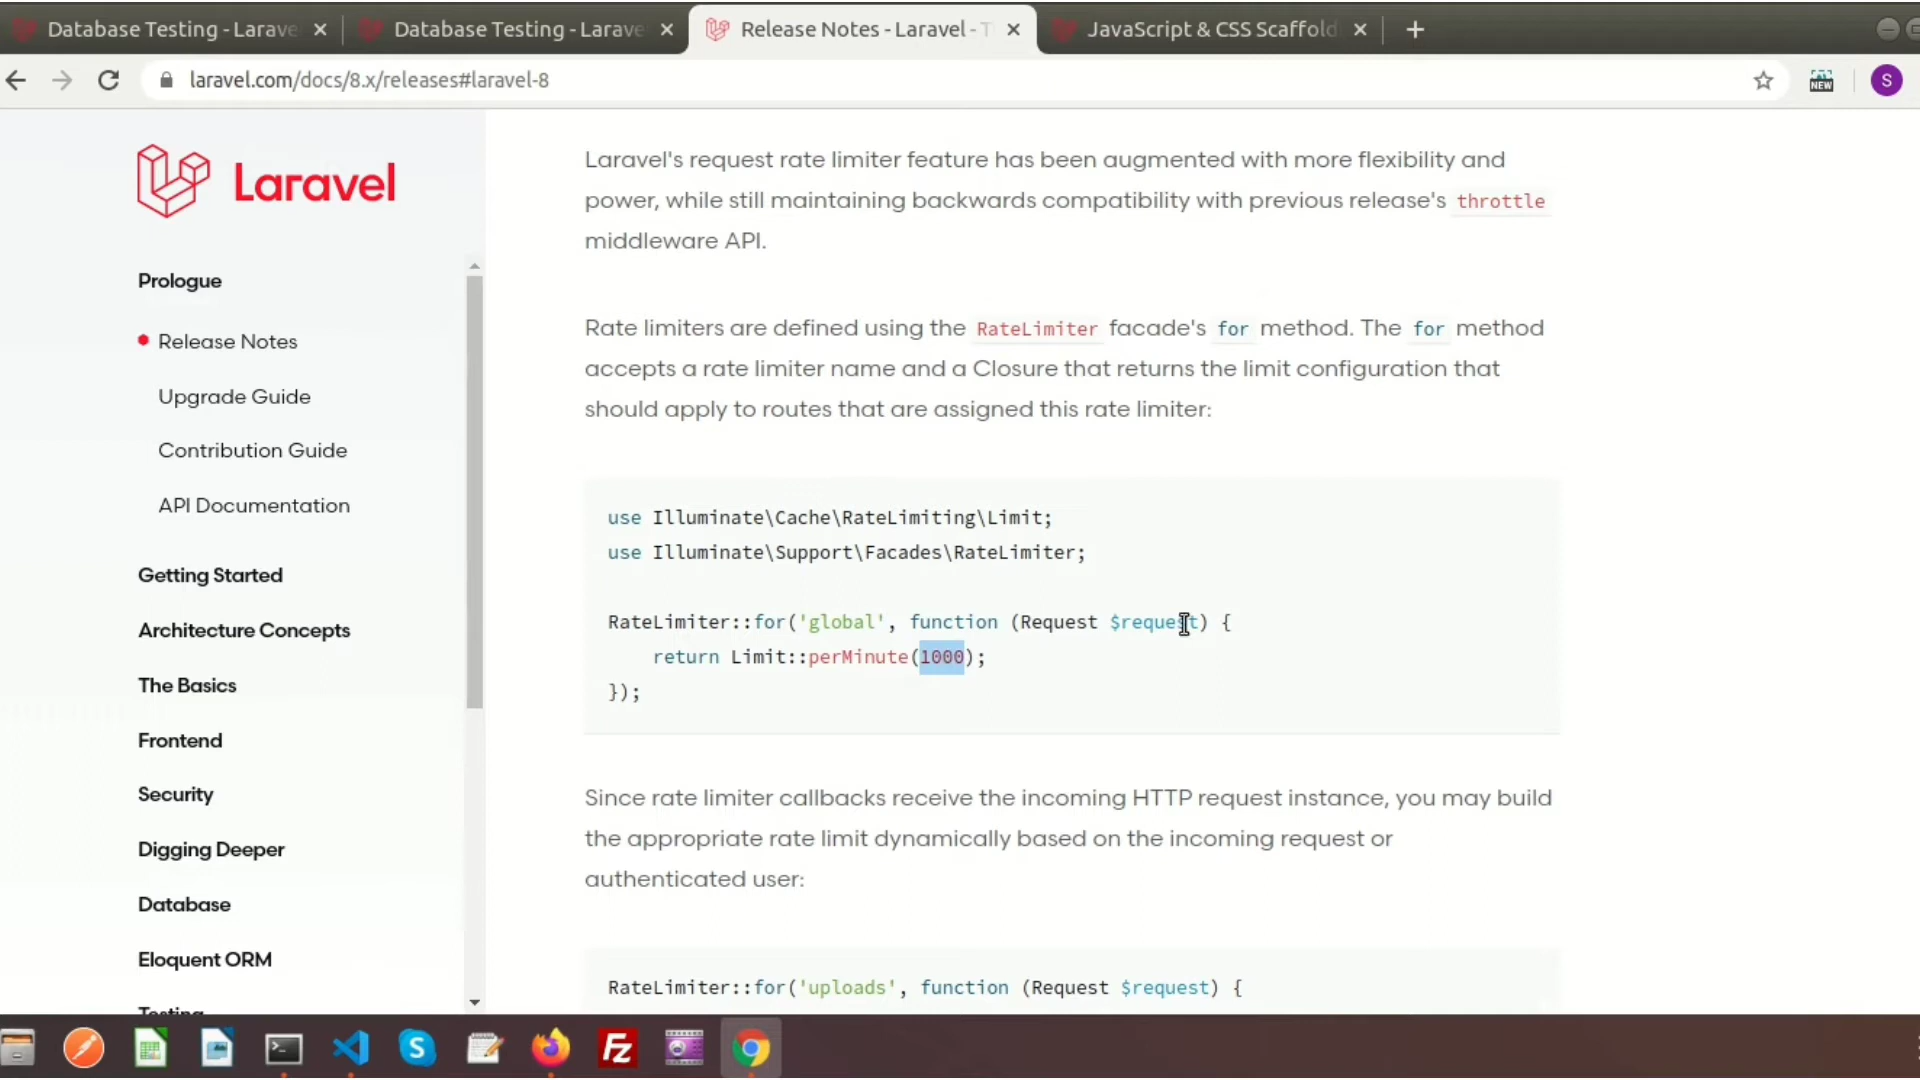 Database Testing - Larave
Database Testing - Larave
Release Notes - Laravel - T
JavaScript & CSS Scaffold
laravel.com/docs/8.x/releases#laravel-8
NEW
S
Laravel
Prologue
Release Notes
Upgrade Guide
Contribution Guide
API Documentation
Getting Started
Architecture Concepts
The Basics
Frontend
Security
Digging Deeper
Database
Eloquent ORM
Testing
Laravel's request rate limiter feature has been augmented with more flexibility and
power, while still maintaining backwards compatibility with previous release's throttle
middleware API.
Rate limiters are defined using the RateLimiter facade's for method. The for method
accepts a rate limiter name and a Closure that returns the limit configuration that
should apply to routes that are assigned this rate limiter:
use Illuminate\Cache\RateLimiting\Limit;
use Illuminate\Support\Facades\RateLimiter;
RateLimiter::for('global', function (Request $request) {
return Limit::perMinute(1000);
});
Since rate limiter callbacks receive the incoming HTTP request instance, you may build
the appropriate rate limit dynamically based on the incoming request or
authenticated user:
RateLimiter::for('uploads', function (Request $request) {
S
Fz